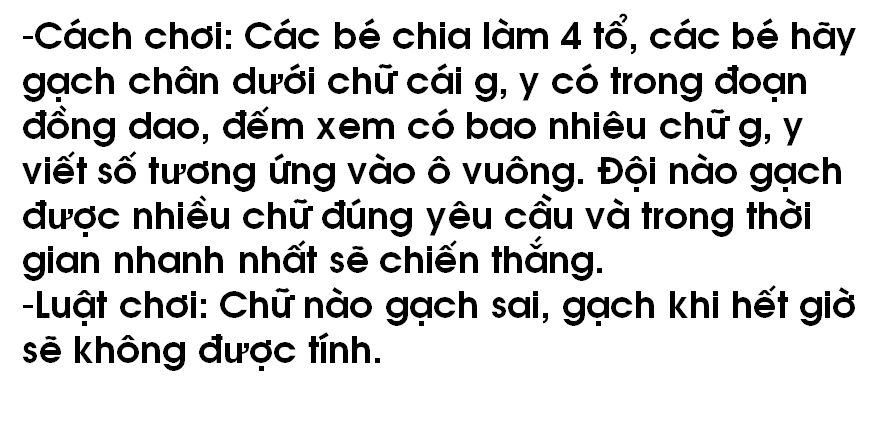 -Cách chơi: Các bé chia làm 4 tổ, các bé hãy
gạch chân dưới chữ cái g, y có trong đoạn
đồng dao, đếm xem có bao nhiêu chữ g, y
viết số tương ứng vào ô vuông. Đội nào gạch
được nhiều chữ đúng yêu cầu và trong thời
gian nhanh nhất sẽ chiến thắng.
-Luật chơi: Chữ nào gạch sai, gạch khi hết giờ
sẽ không được tính.